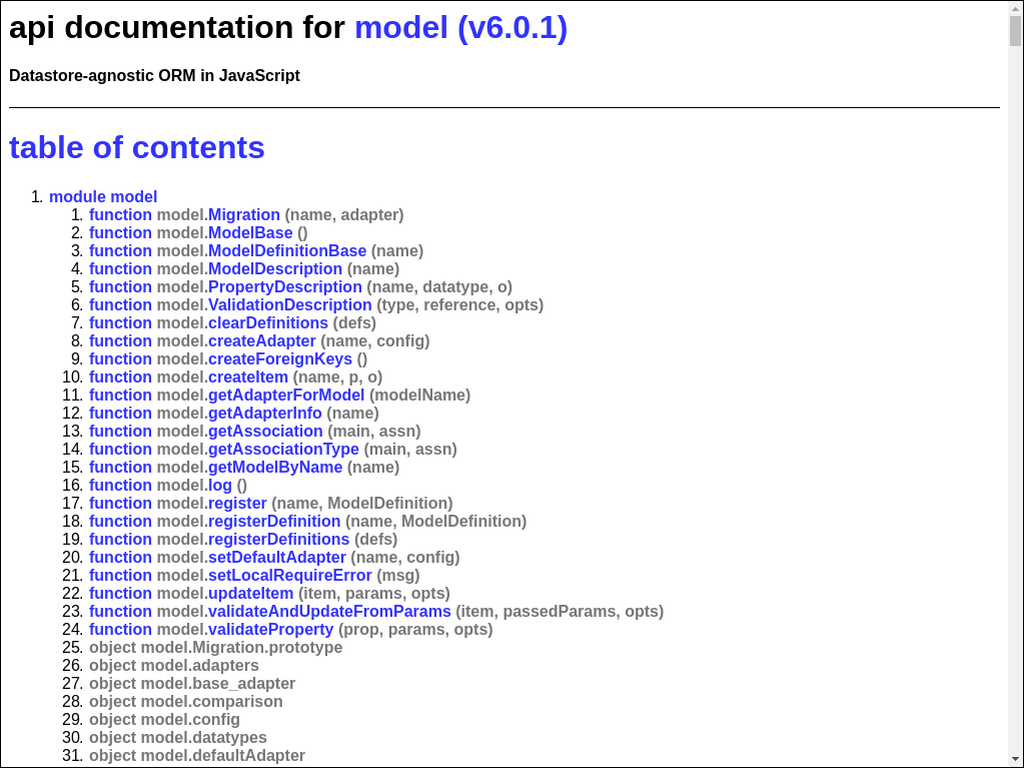 api documentation for model (v6.0.1)
Datastore-agnostic ORM in JavaScript
table of contents
1. module model
1. function model.Migration (name, adapter)
2. function model.ModelBase ()
3. function model.ModelDefinitionBase (name)
4. function model.ModelDescription (name)
5. function model.PropertyDescription (name, datatype, o)
6. function model.ValidationDescription (type, reference, opts)
7. function model.clearDefinitions (defs)
8. function model.createAdapter (name, config)
9. function model.createForeignKeys ()
10. function model.createItem (name, p, o)
11. function model.getAdapterForModel (modelName)
12. function model.getAdapterInfo (name)
13. function model.getAssociation (main, assn)
14. function model.getAssociationType (main, assn)
15. function model.getModelByName (name)
16. function model.log ()
17. function model.register (name, ModelDefinition)
18. function model.registerDefinition (name, ModelDefinition)
19. function model.registerDefinitions (defs)
20. function model.setDefaultAdapter (name, config)
21. function model.setLocalRequireError (msg)
22. function model.updateItem (item, params, opts)
23. function model.validateAndUpdateFromParams (item, passedParams, opts)
24. function model.validateProperty (prop, params, opts)
25. object model.Migration.prototype
26. object model.adapters
27. object model.base_adapter
28. object model.comparison
29. object model.config
30. object model.datatypes
31. object model.defaultAdapter